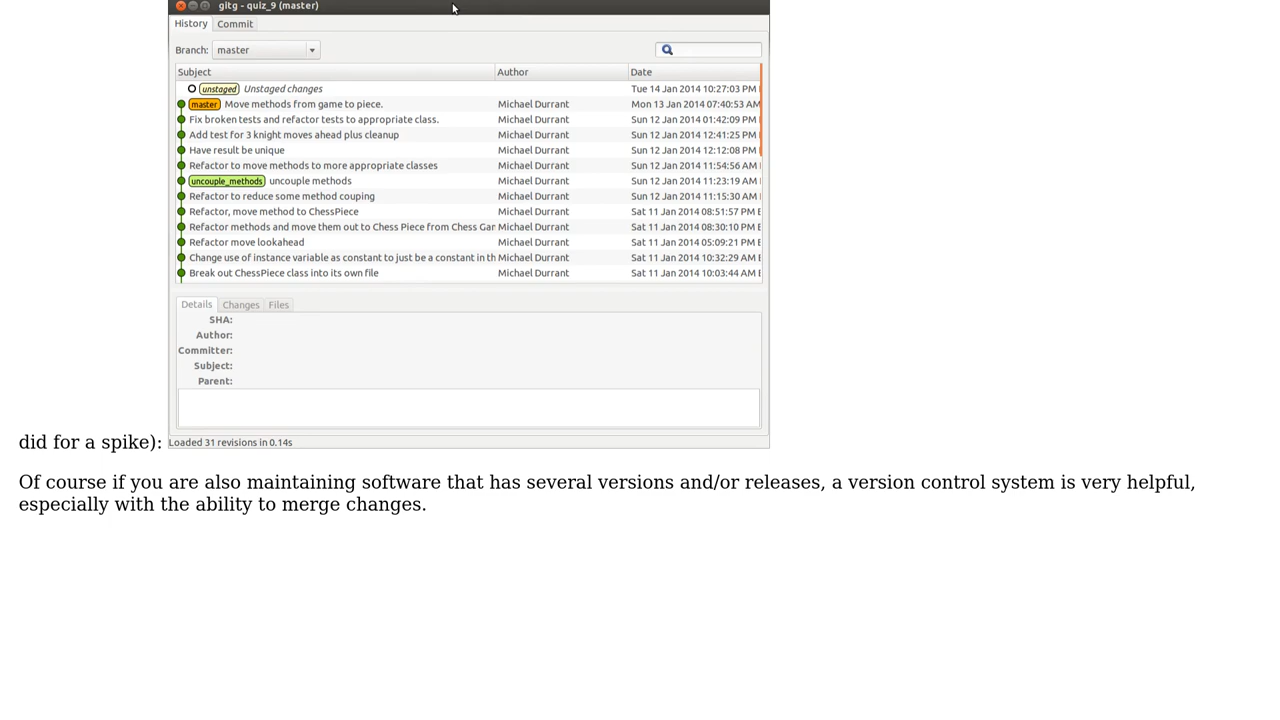 gitg - quiz_9 (master)
History Commit
Branch: master
Subject Author Date
unstaged Unstaged changes Tue 14 Jan 2014 10:27:03 PM
master Move methods from game to piece. Michael Durrant Mon 13 Jan 2014 07:40:53 AM
Fix broken tests and refactor tests to appropriate class. Michael Durrant Sun 12 Jan 2014 01:42:09 PM
Add test for 3 knight moves ahead plus cleanup Michael Durrant Sun 12 Jan 2014 12:41:25 PM
Have result be unique Michael Durrant Sun 12 Jan 2014 12:12:08 PM
Refactor to move methods to more appropriate classes Michael Durrant Sun 12 Jan 2014 11:54:56 AM
uncouple_methods uncouple methods Michael Durrant Sun 12 Jan 2014 11:23:19 AM
Refactor to reduce some method couping Michael Durrant Sun 12 Jan 2014 11:15:30 AM
Refactor, move method to ChessPiece Michael Durrant Sat 11 Jan 2014 08:51:57 PM E
Refactor methods and move them out to Chess Piece from Chess Gar Michael Durrant Sat 11 Jan 2014 08:30:10 PM E
Refactor move lookahead Michael Durrant Sat 11 Jan 2014 05:09:21 PM E
Change use of instance variable as constant to just be a constant in th Michael Durrant Sat 11 Jan 2014 10:32:29 AM E
Break out ChessPiece class into its own file Michael Durrant Sat 11 Jan 2014 10:03:44 AM E
Details Changes Files
SHA:
Author:
Committer:
Subject:
Parent:
did for a spike): Loaded 31 revisions in 0.14s
Of course if you are also maintaining software that has several versions and/or releases, a version control system is very helpful,
especially with the ability to merge changes.